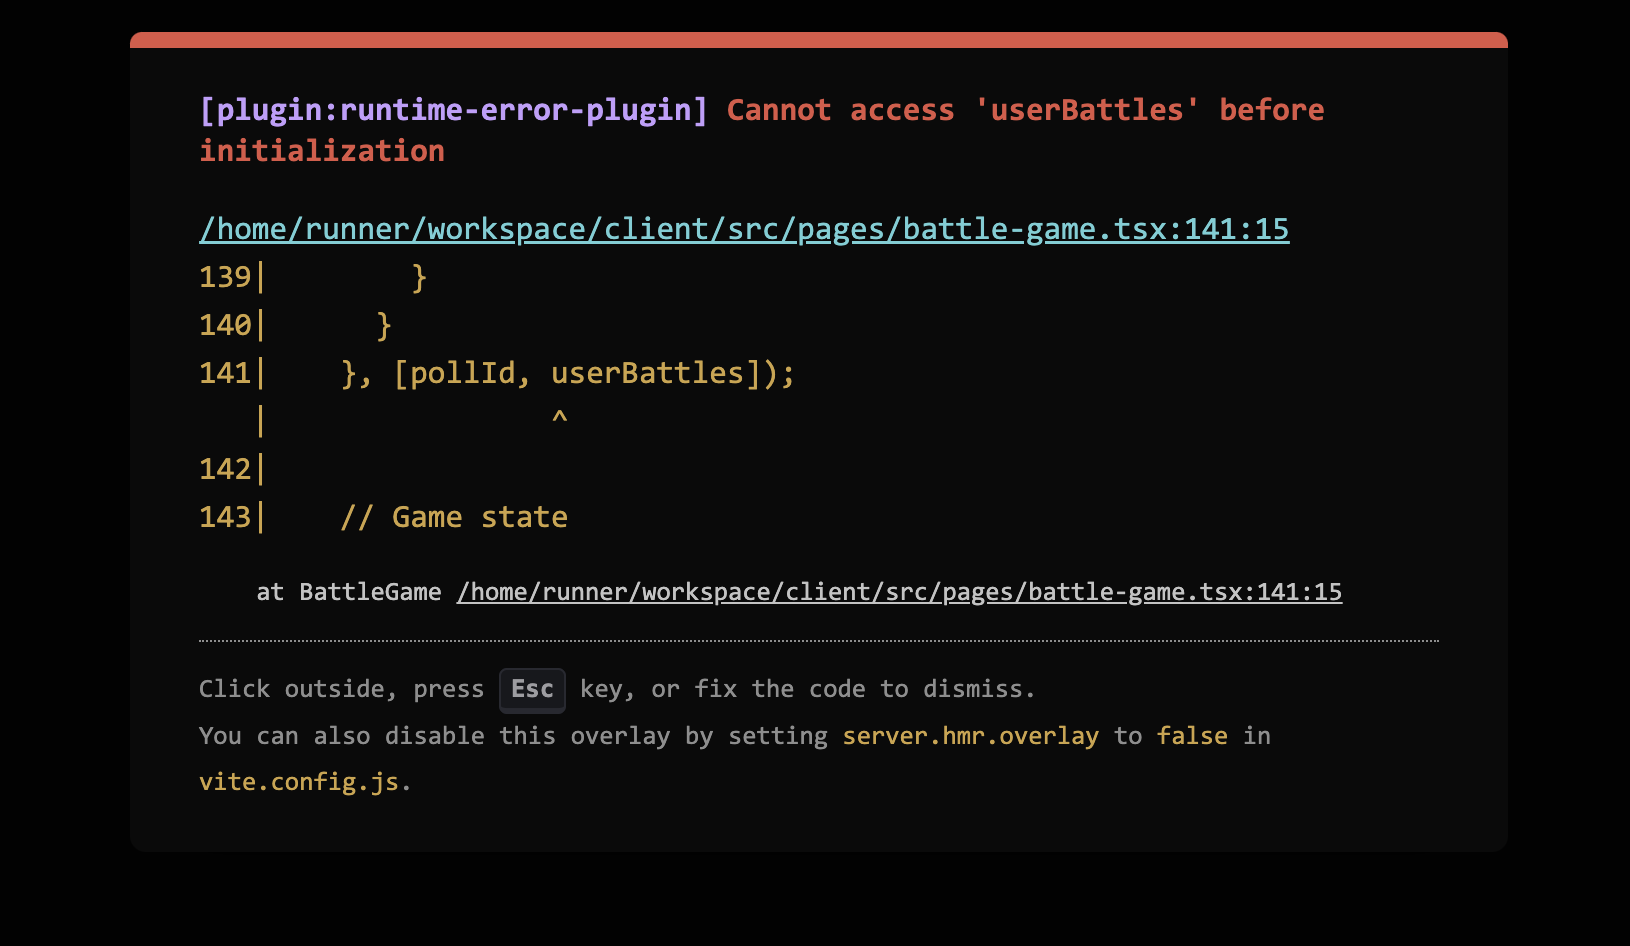 [plugin:runtime-error-plugin] Cannot access 'userBattles' before
initialization
/home/runner/workspace/client/src/pages/battle-game.tsx:141:15
139|        }
140|      }
141|    }, [pollId, userBattles]);
   |                ^
142|
143|    // Game state
at BattleGame /home/runner/workspace/client/src/pages/battle-game.tsx:141:15
Click outside, press Esc key, or fix the code to dismiss.
You can also disable this overlay by setting server.hmr.overlay to false in
vite.config.js.